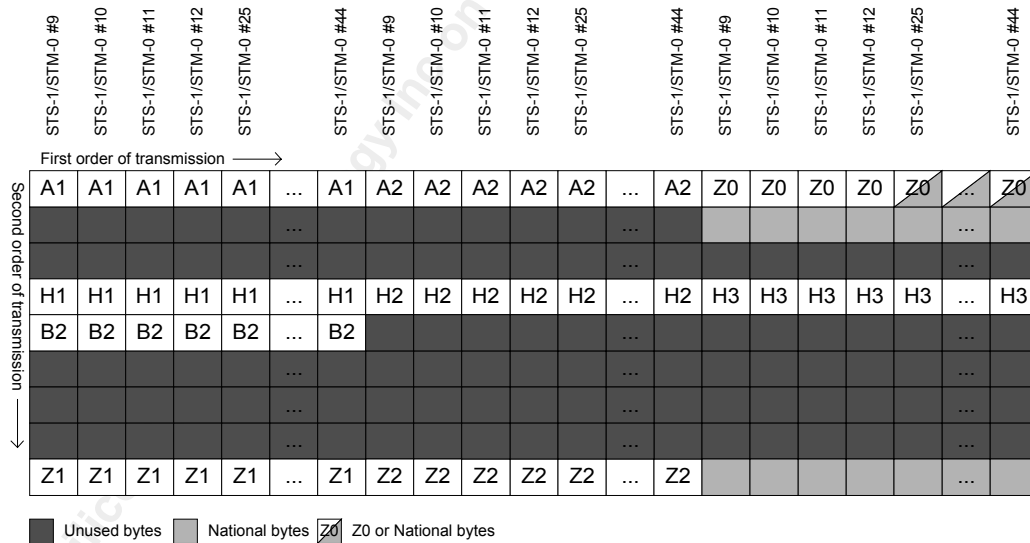 STS-1/STM-0 #9
STS-1/STM-0 #10
STS-1/STM-0 #11
STS-1/STM-0 #12
STS-1/STM-0 #25
STS-1/STM-0 #44
STS-1/STM-0 #9
STS-1/STM-0 #10
STS-1/STM-0 #11
STS-1/STM-0 #12
STS-1/STM-0 #25
STS-1/STM-0 #44
STS-1/STM-0 #9
STS-1/STM-0 #10
STS-1/STM-0 #11
STS-1/STM-0 #12
STS-1/STM-0 #25
STS-1/STM-0 #44
First order of transmission
Second order of transmission
A1 A1 A1 A1 A1 ... A1 A2 A2 A2 A2 A2 ... A2 Z0 Z0 Z0 Z0 Z0 ... Z0
... ... ...
... ... ...
H1 H1 H1 H1 H1 ... H1 H2 H2 H2 H2 H2 ... H2 H3 H3 H3 H3 H3 ... H3
B2 B2 B2 B2 B2 ... B2 ... ...
... ... ...
... ... ...
... ... ...
Z1 Z1 Z1 Z1 Z1 ... Z1 Z2 Z2 Z2 Z2 Z2 ... Z2 ...
Unused bytes National bytes Z0 Z0 or National bytes